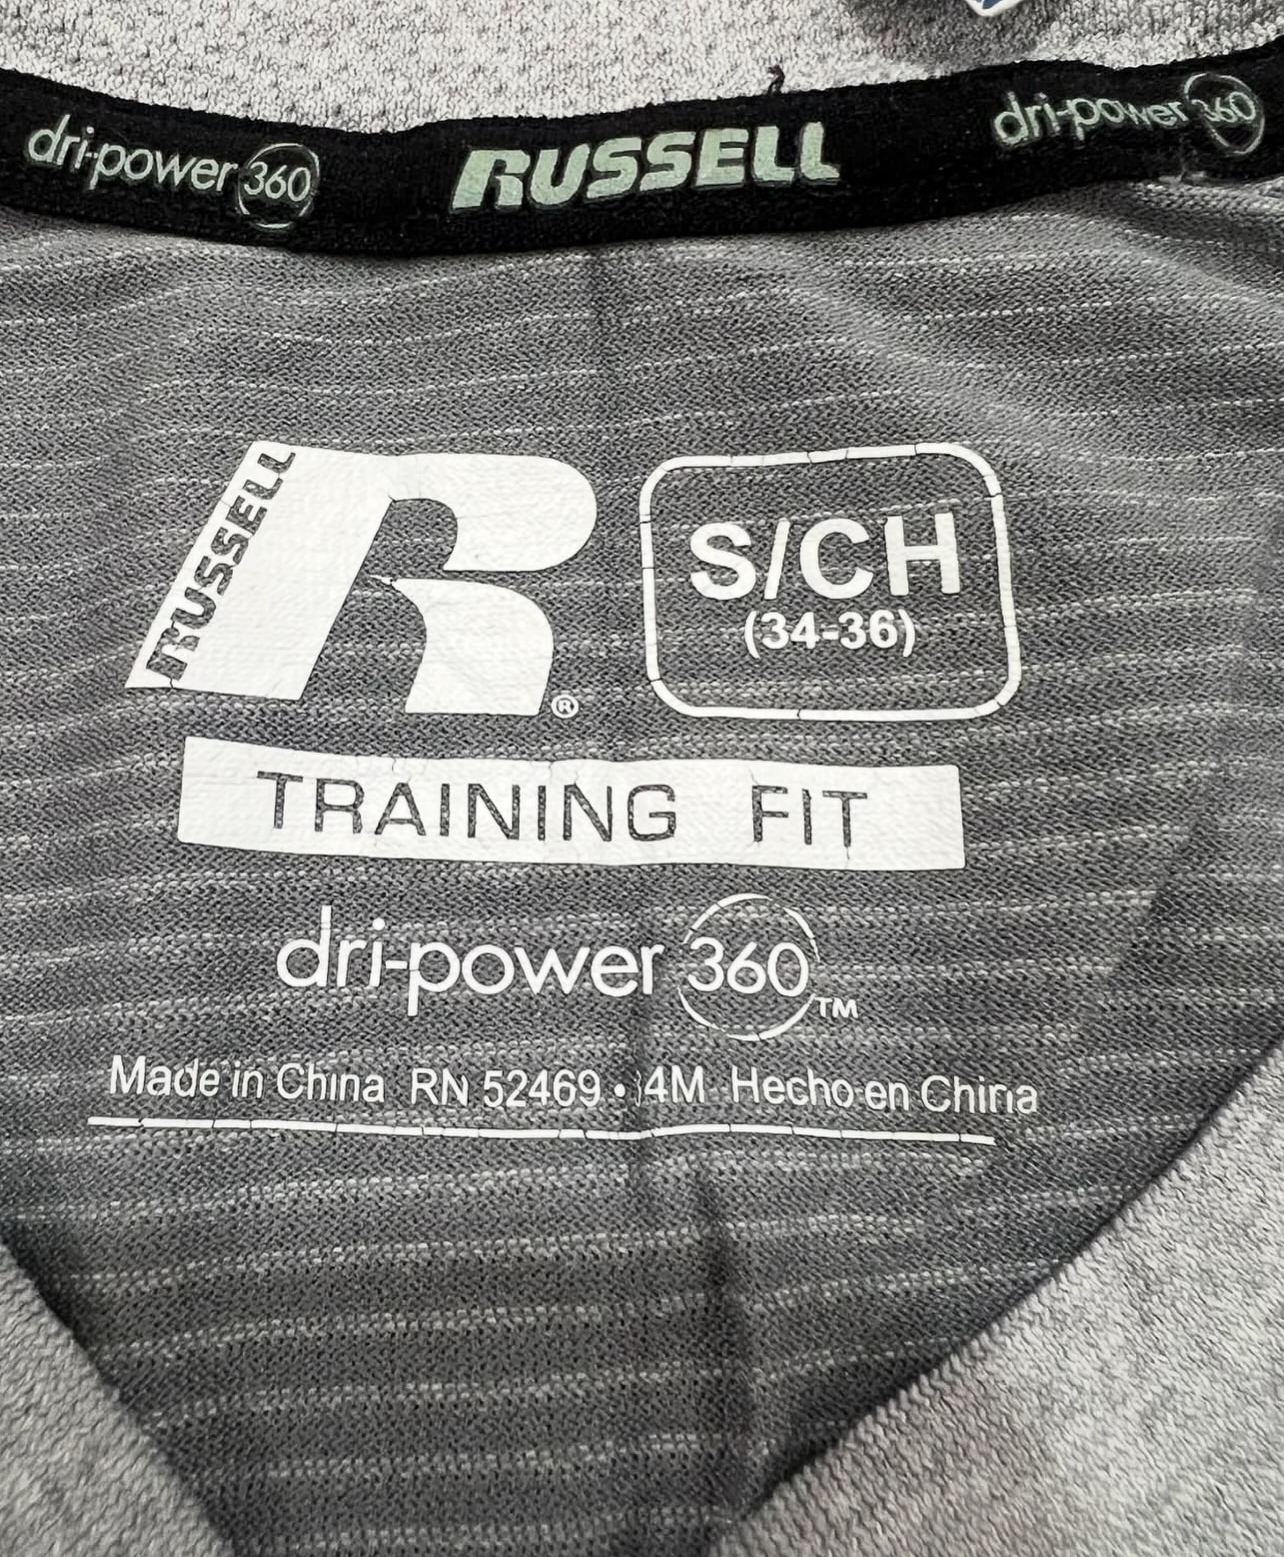 dri-power 360 RUSSELL dri-power 360
RUSSELL R® S/CH
(34-36)
TRAINING FIT
dri-power 360™
Made in China RN 52469 • Hecho en China